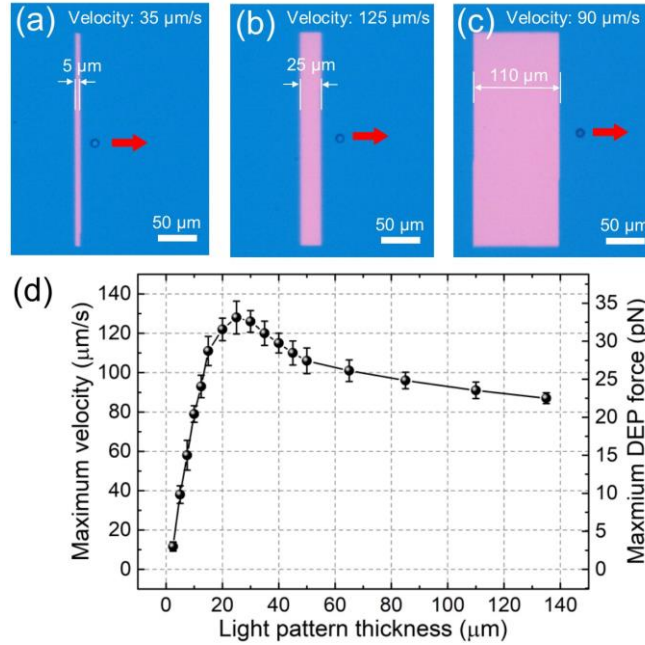 (a) Velocity: 35 μm/s
5 μm
50 μm
(b) Velocity: 125 μm/s
25 μm
50 μm
(c) Velocity: 90 μm/s
110 μm
50 μm
(d)
Maximum velocity (μm/s)
140
120
100
80
60
40
20
0
35
30
25
20
15
10
5
0
Maxmium DEP force (pN)
0 20 40 60 80 100 120 140
Light pattern thickness (μm)